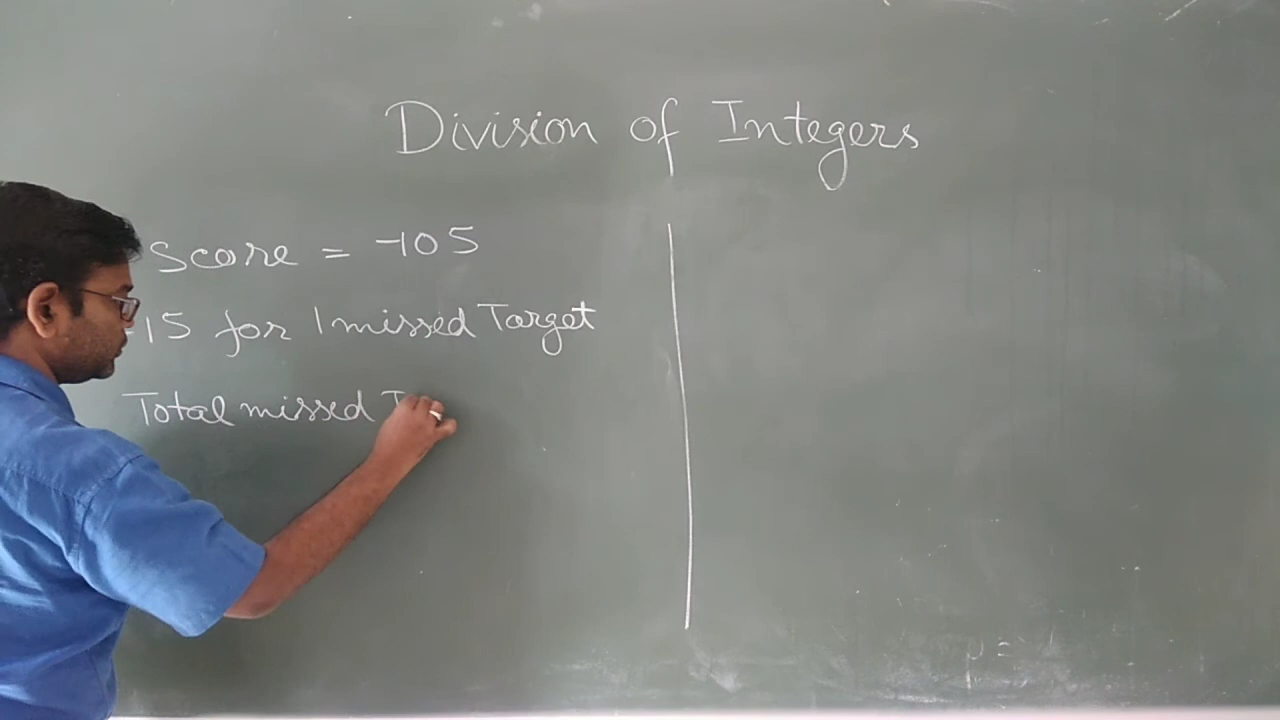 Division of Integers
Score = -105
-15 for 1 missed Target
Total missed T
μ =